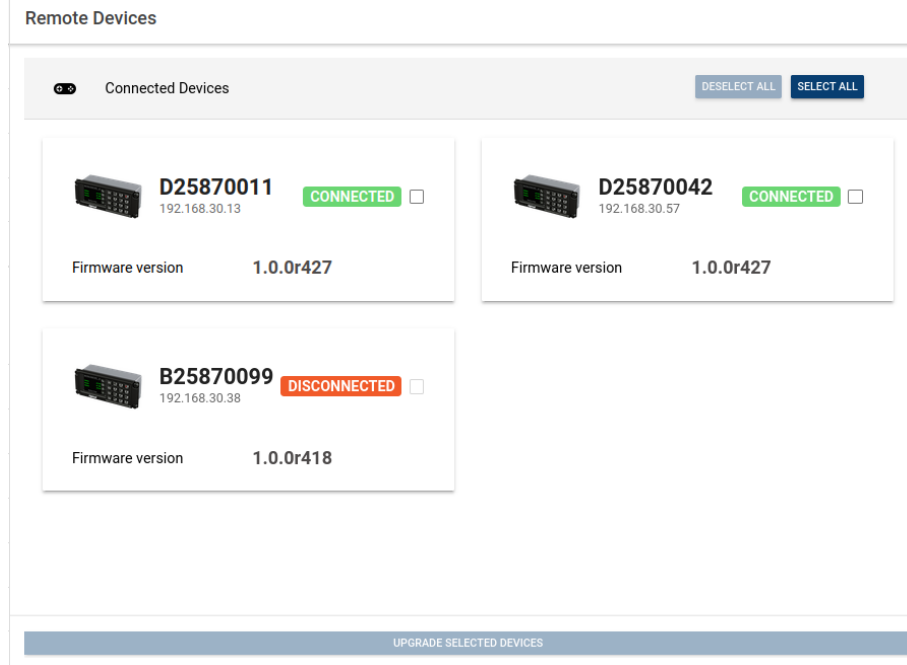 Remote Devices
Connected Devices
DESELECT ALL
SELECT ALL
D25870011
192.168.30.13
CONNECTED
Firmware version 1.0.0r427
D25870042
192.168.30.57
CONNECTED
Firmware version 1.0.0r427
B25870099
192.168.30.38
DISCONNECTED
Firmware version 1.0.0r418
UPGRADE SELECTED DEVICES